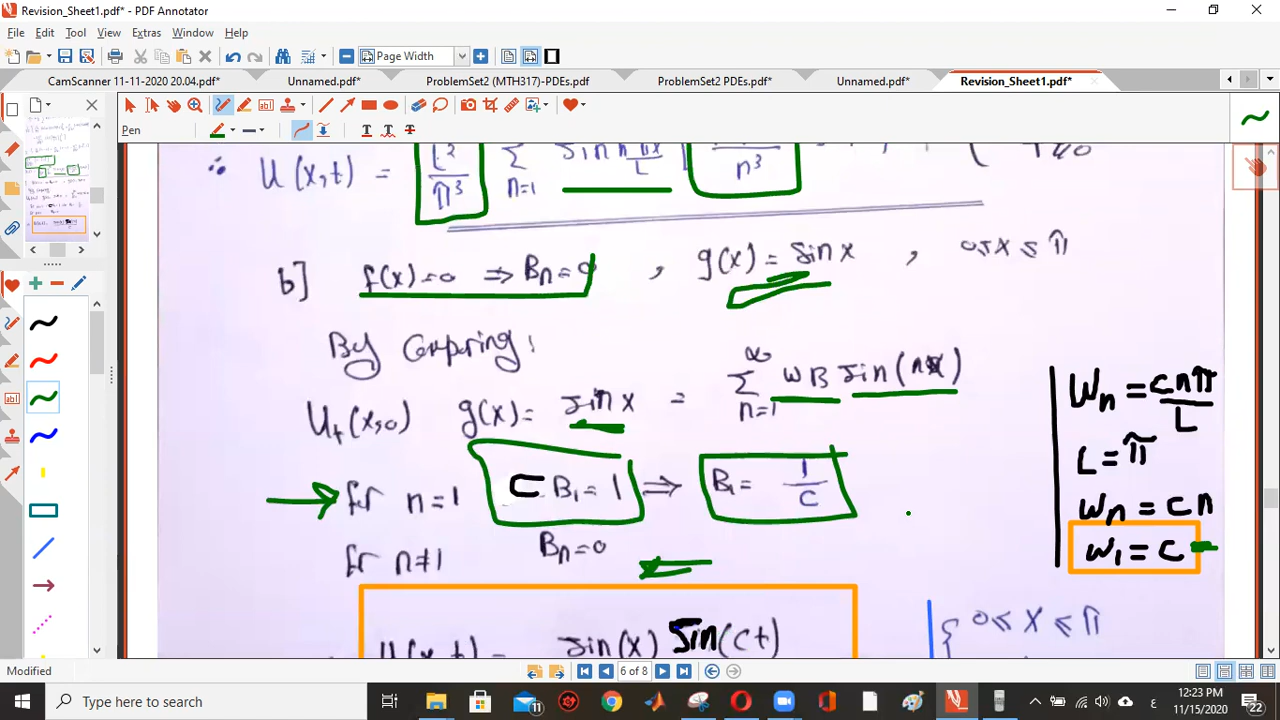 Revision_Sheet1.pdf* - PDF Annotator
File Edit Tool View Extras Window Help
Page Width
CamScanner 11-11-2020 20.04.pdf* Unnamed.pdf* ProblemSet2 (MTH317)-PDEs.pdf ProblemSet2 PDEs.pdf* Unnamed.pdf* Revision_Sheet1.pdf*
Pen
∴ U(x,t) = L²/π³ ∑ n=1 sin nπx/L n³
b] f(x)=0 ⇒ Bn=0 , g(x)= sin x , 0≤x≤π
By Comparing:
Ut(x,0) g(x)= sin x = ∞∑n=1 WB sin(nx)
for n=1 C B₁ = 1 ⇒ B₁ = 1/C
for n≠1 Bn=0
U(x,t) = sin(x) sin(ct)
Wn = cnπ/L
L = π
Wn = cn
W₁ = C
{ 0≤x≤π
Modified 6 of 8
Type here to search
11
ع
12:23 PM
11/15/2020
22